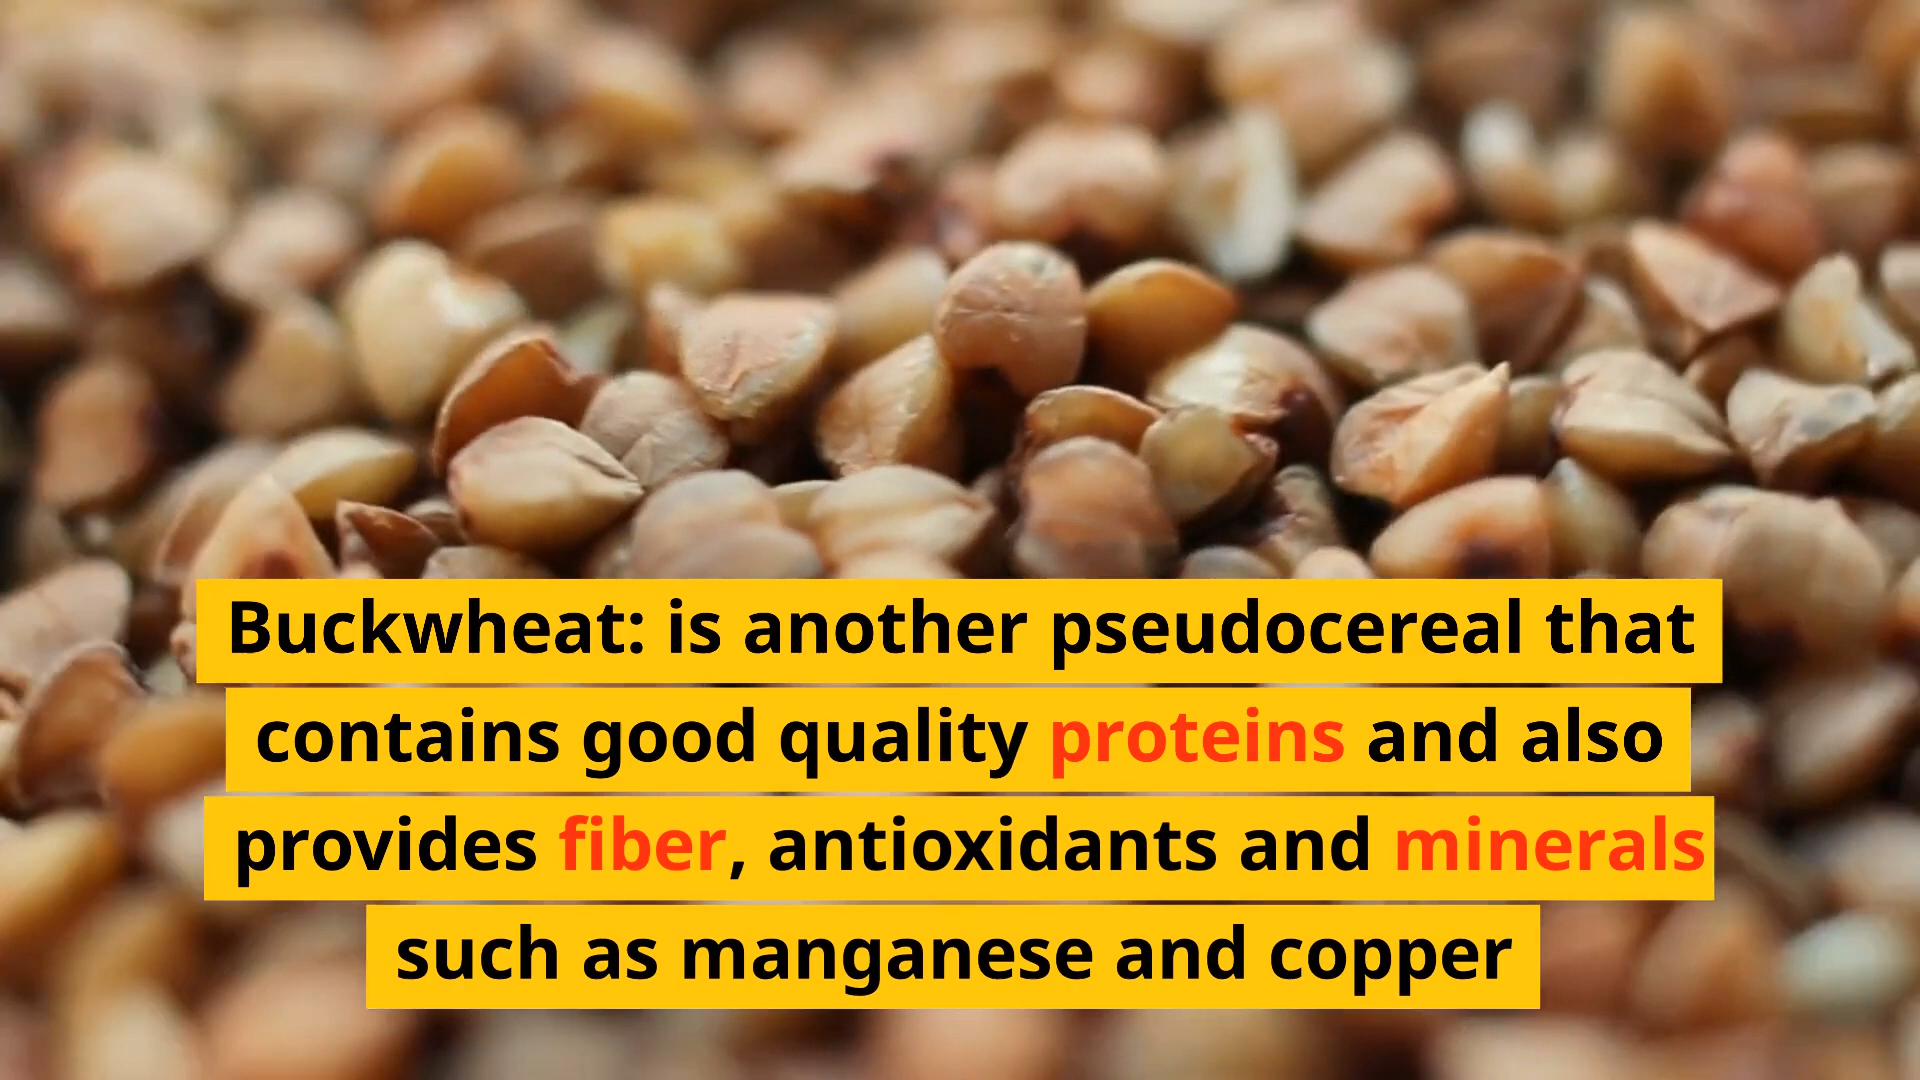 Buckwheat: is another pseudocereal that
contains good quality proteins and also
provides fiber, antioxidants and minerals
such as manganese and copper